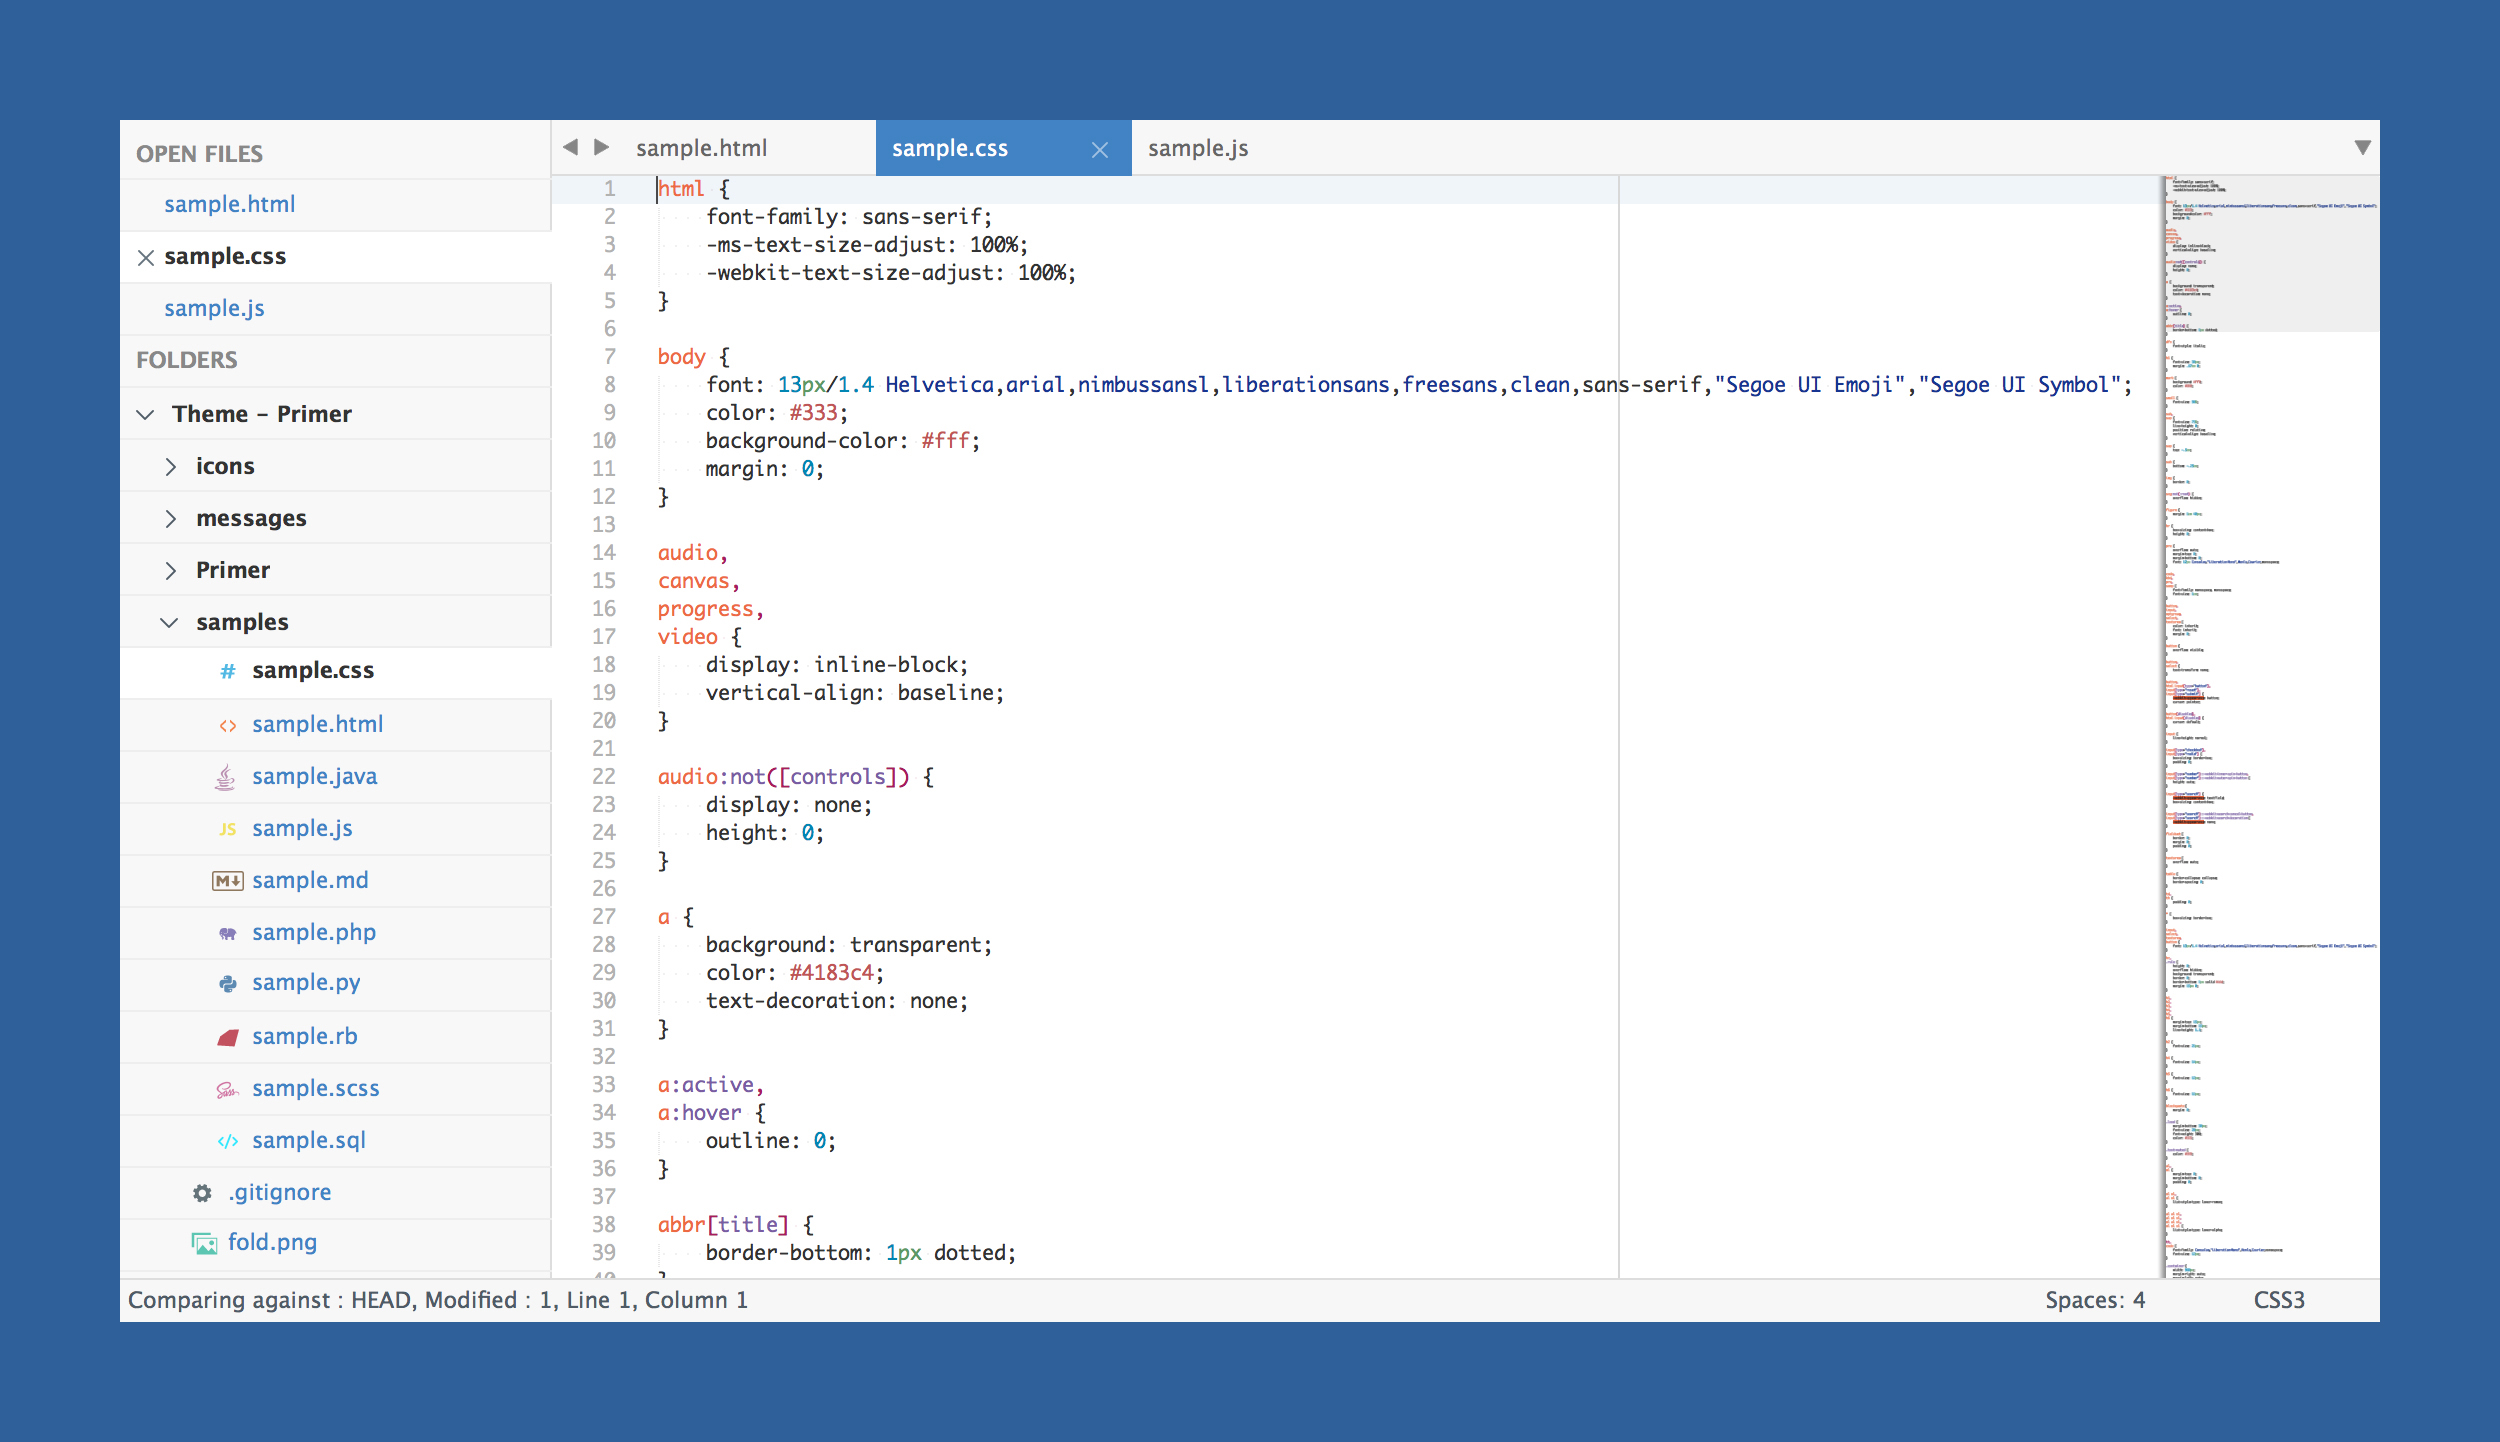 OPEN FILES
sample.html
sample.css
sample.js
FOLDERS
Theme - Primer
icons
messages
Primer
samples
# sample.css
<> sample.html
sample.java
JS sample.js
M sample.md
sample.php
sample.py
sample.rb
Sass sample.scss
</> sample.sql
.gitignore
fold.png
sample.html
sample.css
sample.js
1 html {
2 font-family: sans-serif;
3 -ms-text-size-adjust: 100%;
4 -webkit-text-size-adjust: 100%;
5 }
6
7 body {
8 font: 13px/1.4 Helvetica,arial,nimbussansl,liberationsans,freesans,clean,sans-serif,"Segoe UI Emoji","Segoe UI Symbol";
9 color: #333;
10 background-color: #fff;
11 margin: 0;
12 }
13
14 audio,
15 canvas,
16 progress,
17 video {
18 display: inline-block;
19 vertical-align: baseline;
20 }
21
22 audio:not([controls]) {
23 display: none;
24 height: 0;
25 }
26
27 a {
28 background: transparent;
29 color: #4183c4;
30 text-decoration: none;
31 }
32
33 a:active,
34 a:hover {
35 outline: 0;
36 }
37
38 abbr[title] {
39 border-bottom: 1px dotted;
Comparing against : HEAD, Modified : 1, Line 1, Column 1
Spaces: 4
CSS3